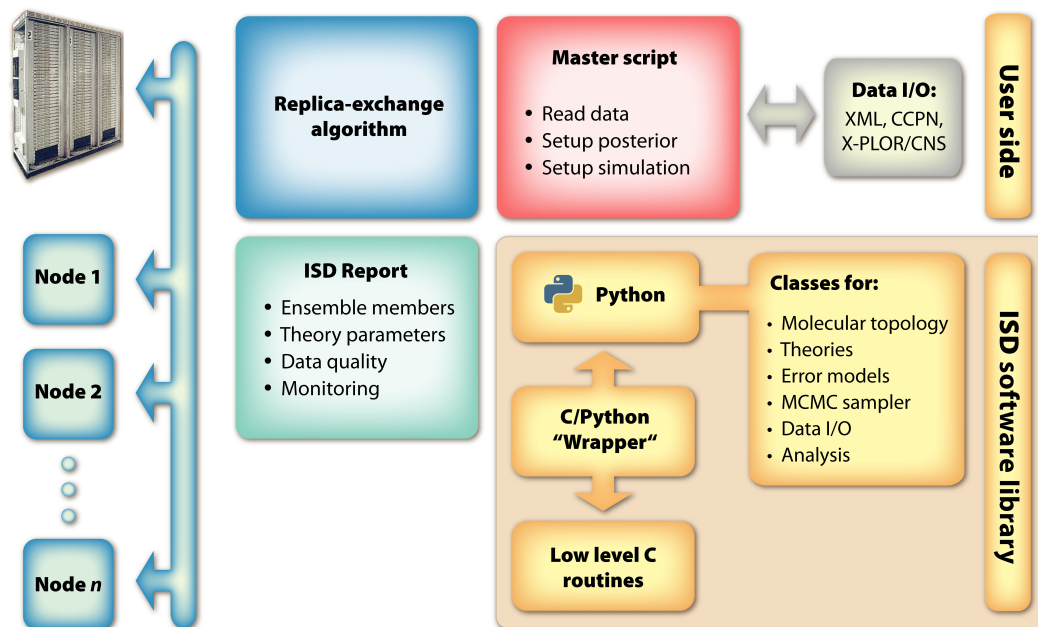 Replica-exchange
algorithm
Master script
• Read data
• Setup posterior
• Setup simulation
Data I/O:
XML, CCPN,
X-PLOR/CNS
User side
Node 1
Node 2
Node n
ISD Report
• Ensemble members
• Theory parameters
• Data quality
• Monitoring
Python
C/Python
“Wrapper“
Low level C
routines
Classes for:
• Molecular topology
• Theories
• Error models
• MCMC sampler
• Data I/O
• Analysis
ISD software library